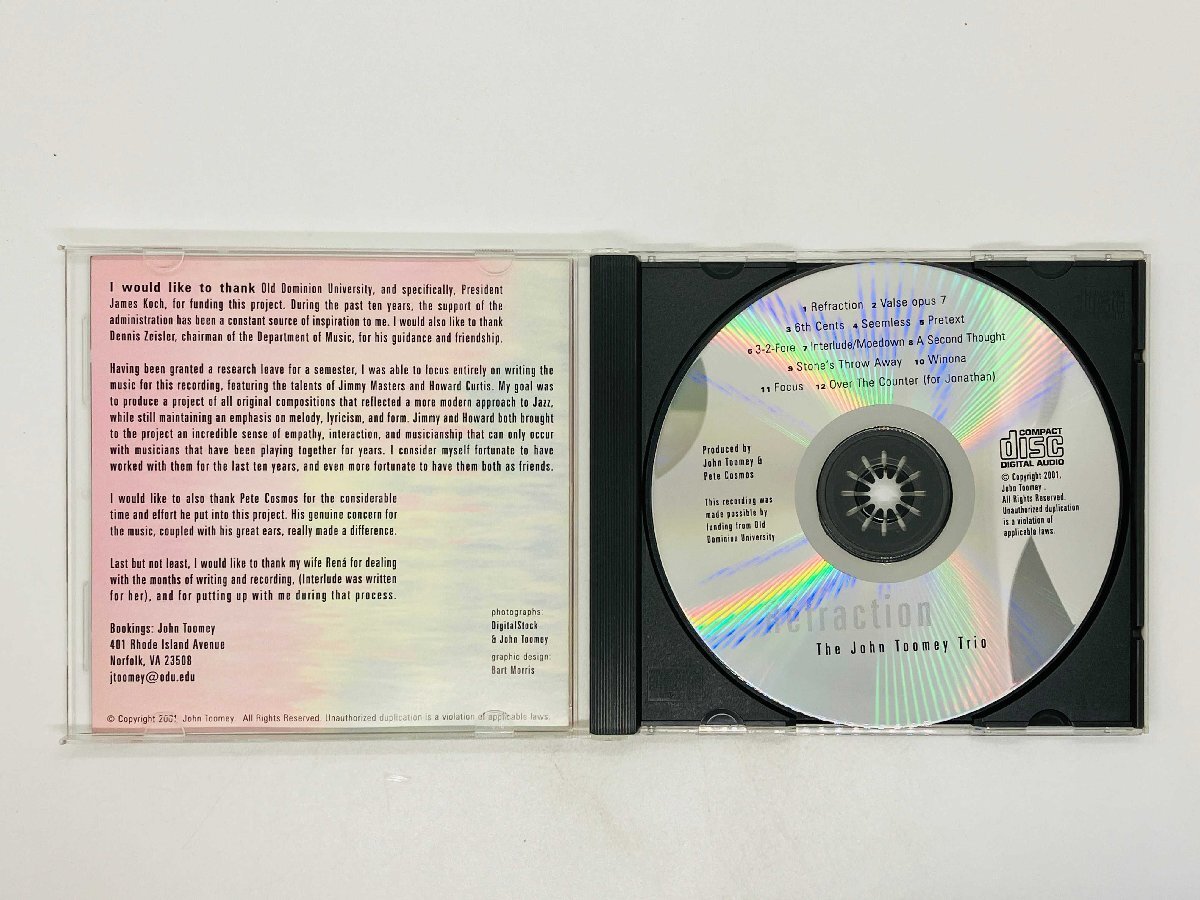 I would like to thank Old Dominion University, and specifically, President
James Koch, for funding this project. During the past ten years, the support of the
administration has been a constant source of inspiration to me. I would also like to thank
Dennis Zeisler, chairman of the Department of Music, for his guidance and friendship.
Having been granted a research leave for a semester, I was able to focus entirely on writing the
music for this recording, featuring the talents of Jimmy Masters and Howard Curtis. My goal was
to produce a project of all original compositions that reflected a more modern approach to Jazz,
while still maintaining an emphasis on melody, lyricism, and form. Jimmy and Howard both brought
to the project an incredible sense of empathy, interaction, and musicianship that can only occur
with musicians that have been playing together for years. I consider myself fortunate to have
worked with them for the last ten years, and even more fortunate to have them both as friends.
I would like to also thank Pete Cosmos for the considerable
time and effort he put into this project. His genuine concern for
the music, coupled with his great ears, really made a difference.
Last but not least, I would like to thank my wife Rená for dealing
with the months of writing and recording, (Interlude was written
for her), and for putting up with me during that process.
Bookings: John Toomey
401 Rhode Island Avenue
Norfolk, VA 23508
jtoomey@odu.edu
photographs:
DigitalStock
& John Toomey
graphic design:
Bart Morris
© Copyright 2001 John Toomey All Rights Reserved. Unauthorized duplication is a violation of applicable laws.
1 Refraction 2 Valse opus 7
3 6th Cents 4 Seemless 5 Pretext
6 3-2-Fore 7 Interlude/Moedown 8 A Second Thought
9 Stone's Throw Away 10 Winona
11 Focus 12 Over The Counter (for Jonathan)
Produced by
John Toomey &
Pete Cosmos
This recording was
made possible by
funding from Old
Dominion University
COMPACT
disc
DIGITAL AUDIO
© Copyright 2001,
John Toomey .
All Rights Reserved.
Unauthorized duplication
is a violation of
applicable laws.
Refraction
The John Toomey Trio